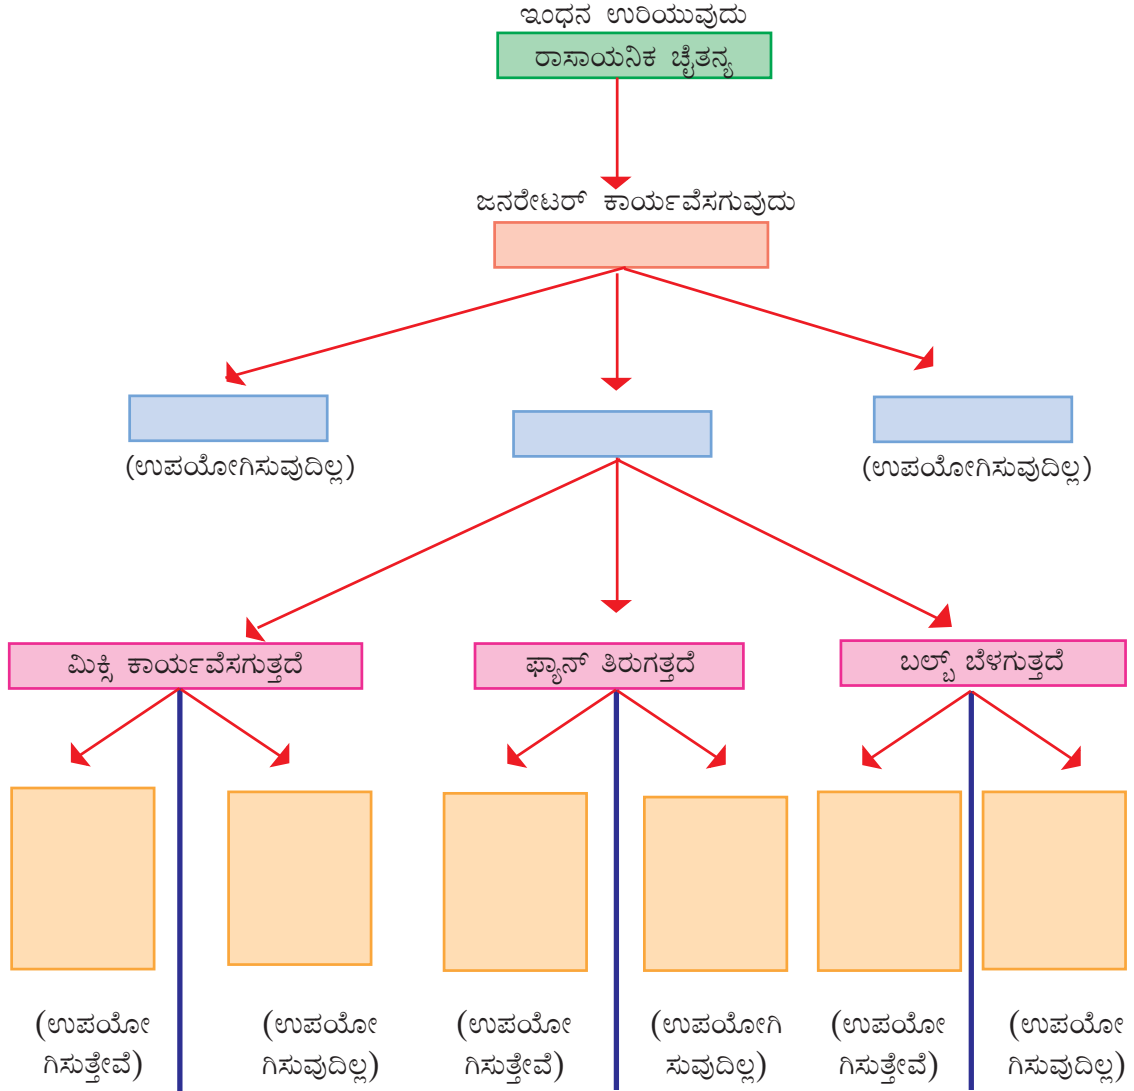 ಇಂಧನ ಉರಿಯುವುದು
ರಾಸಾಯನಿಕ ಚೈತನ್ಯ
ಜನರೇಟರ್ ಕಾರ್ಯವೆಸಗುವುದು
(ಉಪಯೋಗಿಸುವುದಿಲ್ಲ)
(ಉಪಯೋಗಿಸುವುದಿಲ್ಲ)
ಮಿಕ್ಸಿ ಕಾರ್ಯವೆಸಗುತ್ತದೆ
ಫ್ಯಾನ್ ತಿರುಗತ್ತದೆ
ಬಲ್ಬ್ ಬೆಳಗುತ್ತದೆ
(ಉಪಯೋ
ಗಿಸುತ್ತೇವೆ)
(ಉಪಯೋ
ಗಿಸುವುದಿಲ್ಲ)
(ಉಪಯೋ
ಗಿಸುತ್ತೇವೆ)
(ಉಪಯೋಗಿ
ಸುವುದಿಲ್ಲ)
(ಉಪಯೋ
ಗಿಸುತ್ತೇವೆ)
(ಉಪಯೋ
ಗಿಸುವುದಿಲ್ಲ)